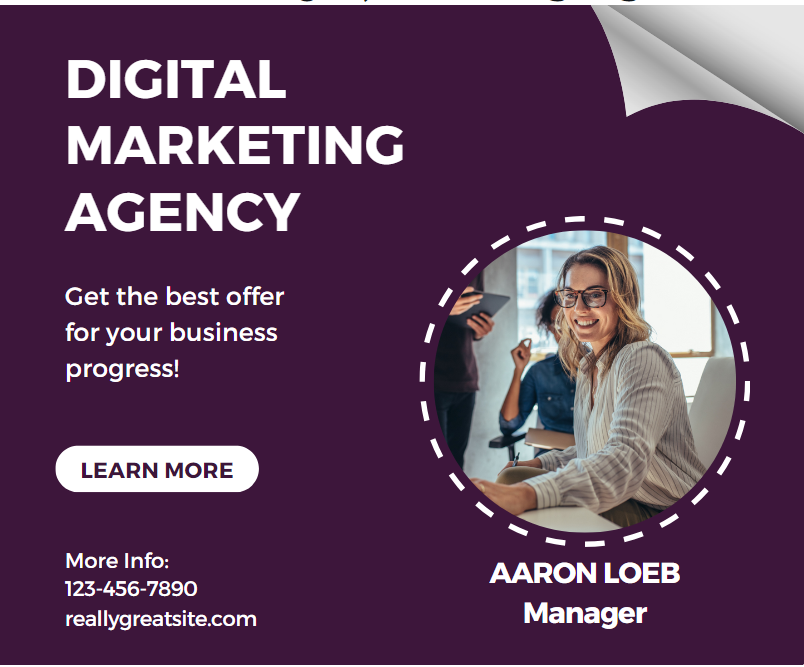 DIGITAL
MARKETING
AGENCY
Get the best offer
for your business
progress!
LEARN MORE
More Info:
123-456-7890
reallygreatsite.com
AARON LOEB
Manager